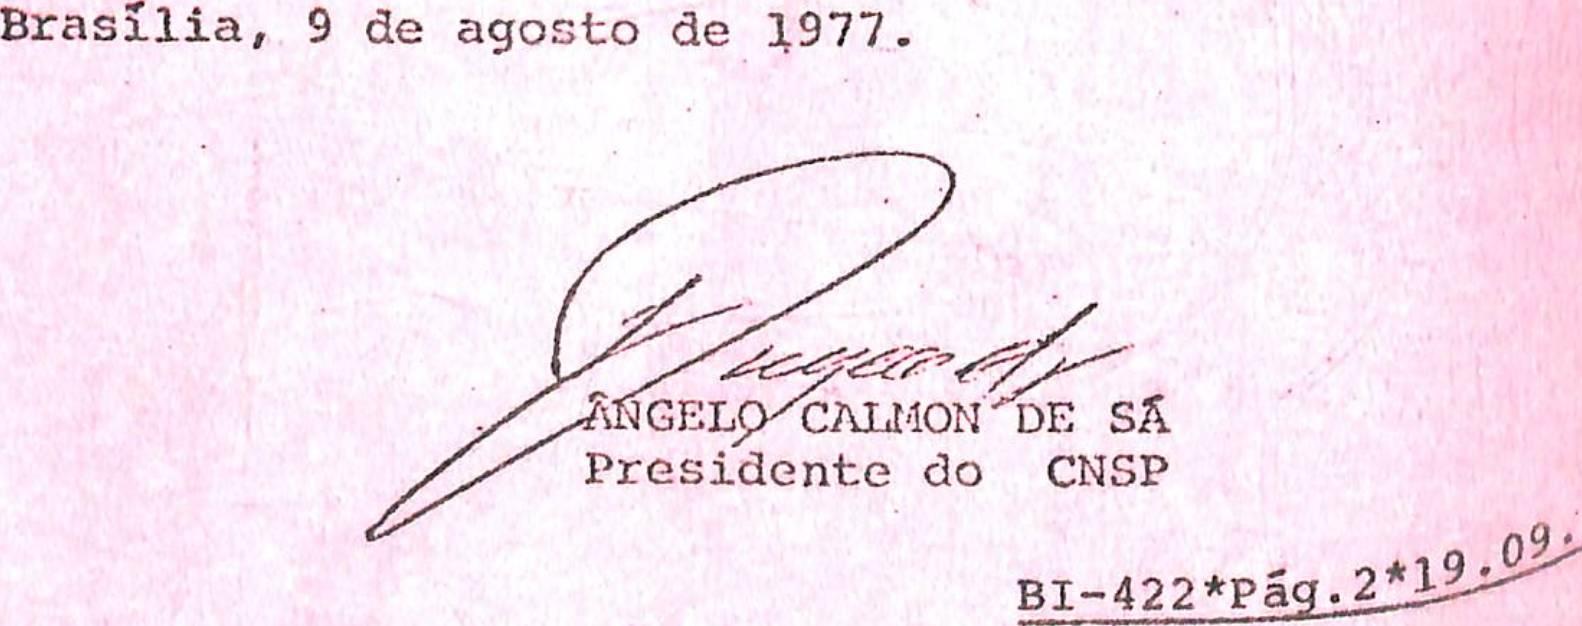 Brasília, 9 de agosto de 1977.
ÂNGELO CALMON DE SÁ
Presidente do CNSP
BI-422*Pág.2*19.09.